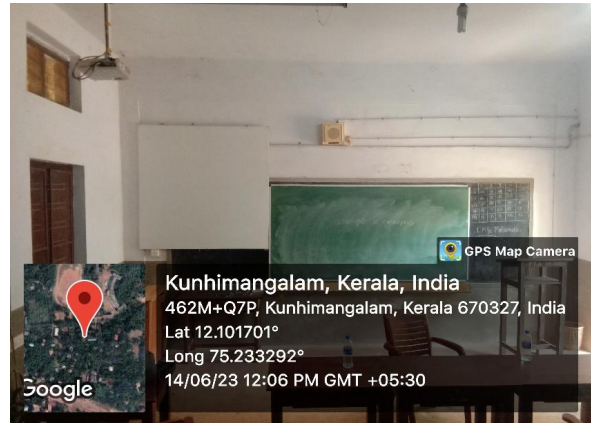 GPS Map Camera
Kunhimangalam, Kerala, India
462M+Q7P, Kunhimangalam, Kerala 670327, India
Lat 12.101701°
Long 75.233292°
14/06/23 12:06 PM GMT +05:30
Google